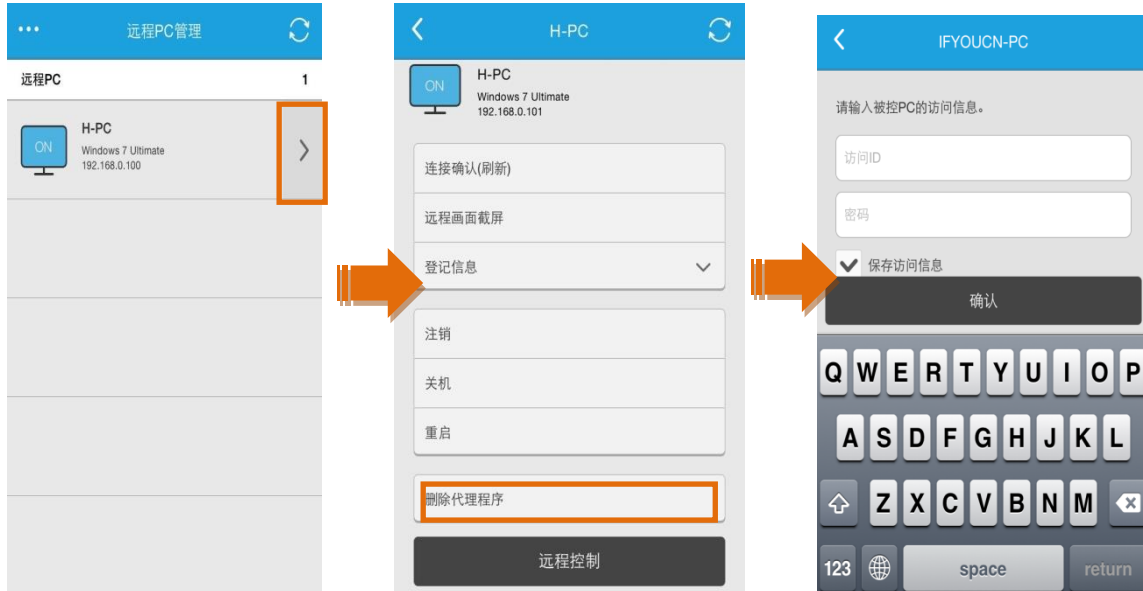 远程PC管理
远程PC 1
ON
H-PC
Windows 7 Ultimate
192.168.0.100
H-PC
ON
H-PC
Windows 7 Ultimate
192.168.0.101
连接确认(刷新)
远程画面截屏
登记信息
注销
关机
重启
删除代理程序
远程控制
IFYOUCN-PC
请输入被控PC的访问信息。
访问ID
密码
保存访问信息
确认
Q W E R T Y U I O P
A S D F G H J K L
Z X C V B N M
123 space return